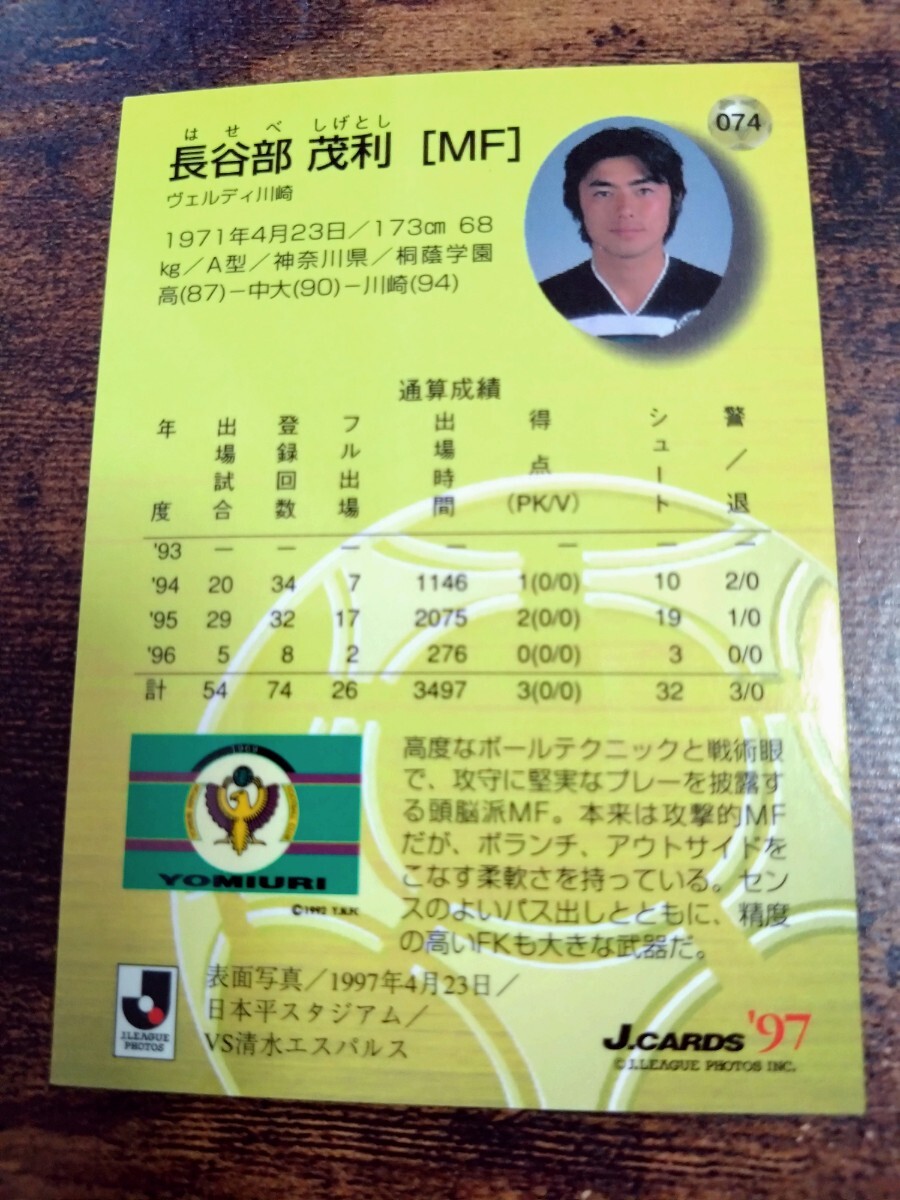 074
はせべ しげとし
長谷部 茂利 [MF]
ヴェルディ川崎
1971年4月23日／173㎝ 68
㎏／A型／神奈川県／桐蔭学園
高(87)−中大(90)−川崎(94)
通算成績
年度 出場試合 登録回数 フル出場 出場時間 得点(PK/V) シュート 警／退
'93 − − − − − − −
'94 20 34 7 1146 1(0/0) 10 2/0
'95 29 32 17 2075 2(0/0) 19 1/0
'96 5 8 2 276 0(0/0) 3 0/0
計 54 74 26 3497 3(0/0) 32 3/0
高度なボールテクニックと戦術眼
で、攻守に堅実なプレーを披露す
る頭脳派MF。本来は攻撃的MF
だが、ボランチ、アウトサイドを
こなす柔軟さを持っている。セン
スのよいパス出しとともに、精度
の高いFKも大きな武器だ。
1969
YOMIURI
©1992 Y.N.F.C
J.LEAGUE
PHOTOS
表面写真／1997年4月23日／
日本平スタジアム／
VS清水エスパルス
J.CARDS '97
© J.LEAGUE PHOTOS INC.